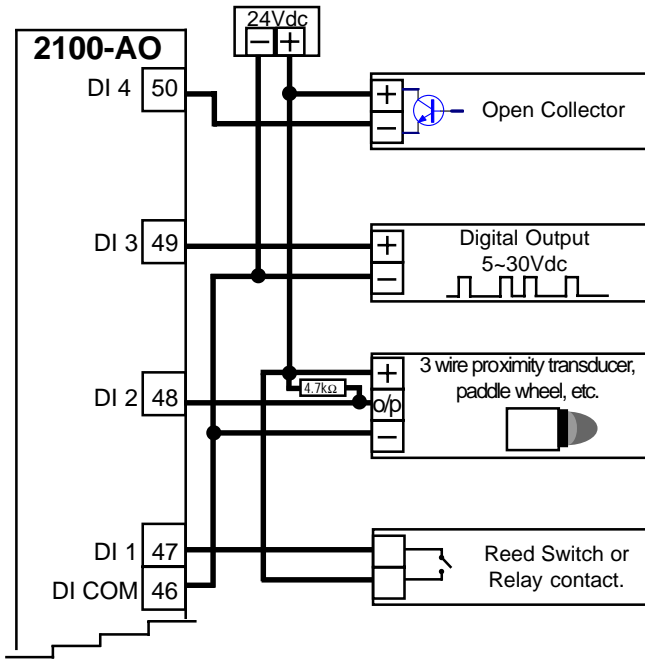 24Vdc
− +
2100-AO
DI 4 50
+
−
Open Collector
DI 3 49
+
−
Digital Output
5~30Vdc
DI 2 48
4.7kΩ
+
o/p
−
3 wire proximity transducer,
paddle wheel, etc.
DI 1 47
DI COM 46
Reed Switch or
Relay contact.